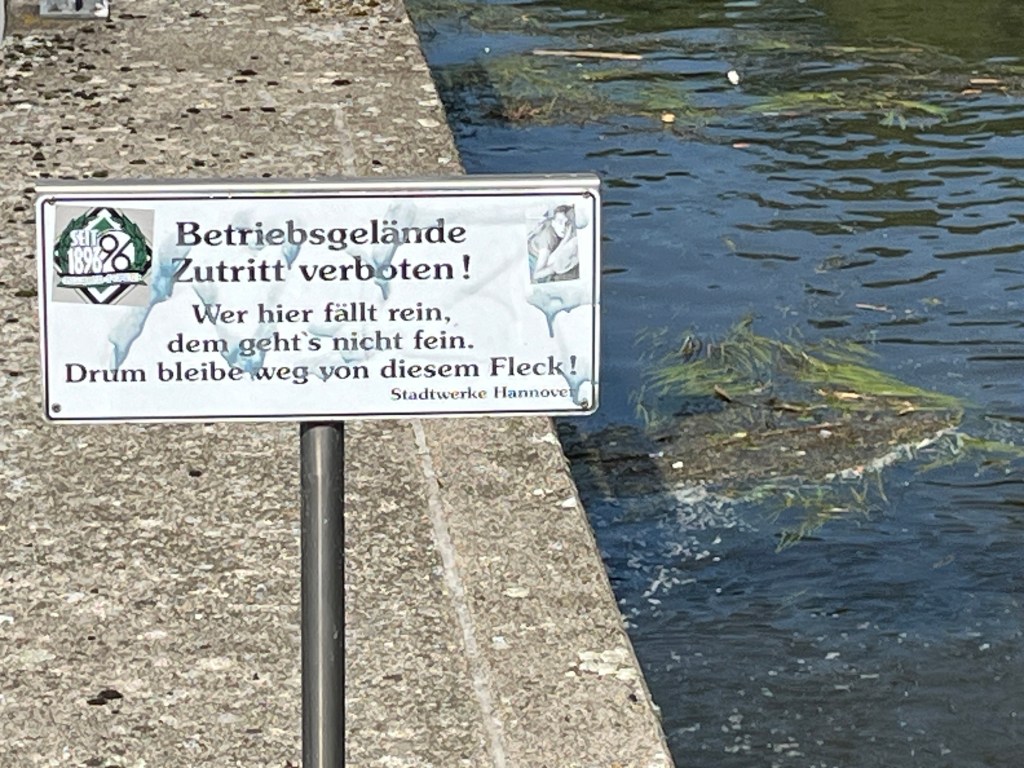 SEIT
1896
96
Betriebsgelände
Zutritt verboten!
Wer hier fällt rein,
dem geht`s nicht fein.
Drum bleibe weg von diesem Fleck!
Stadtwerke Hannover